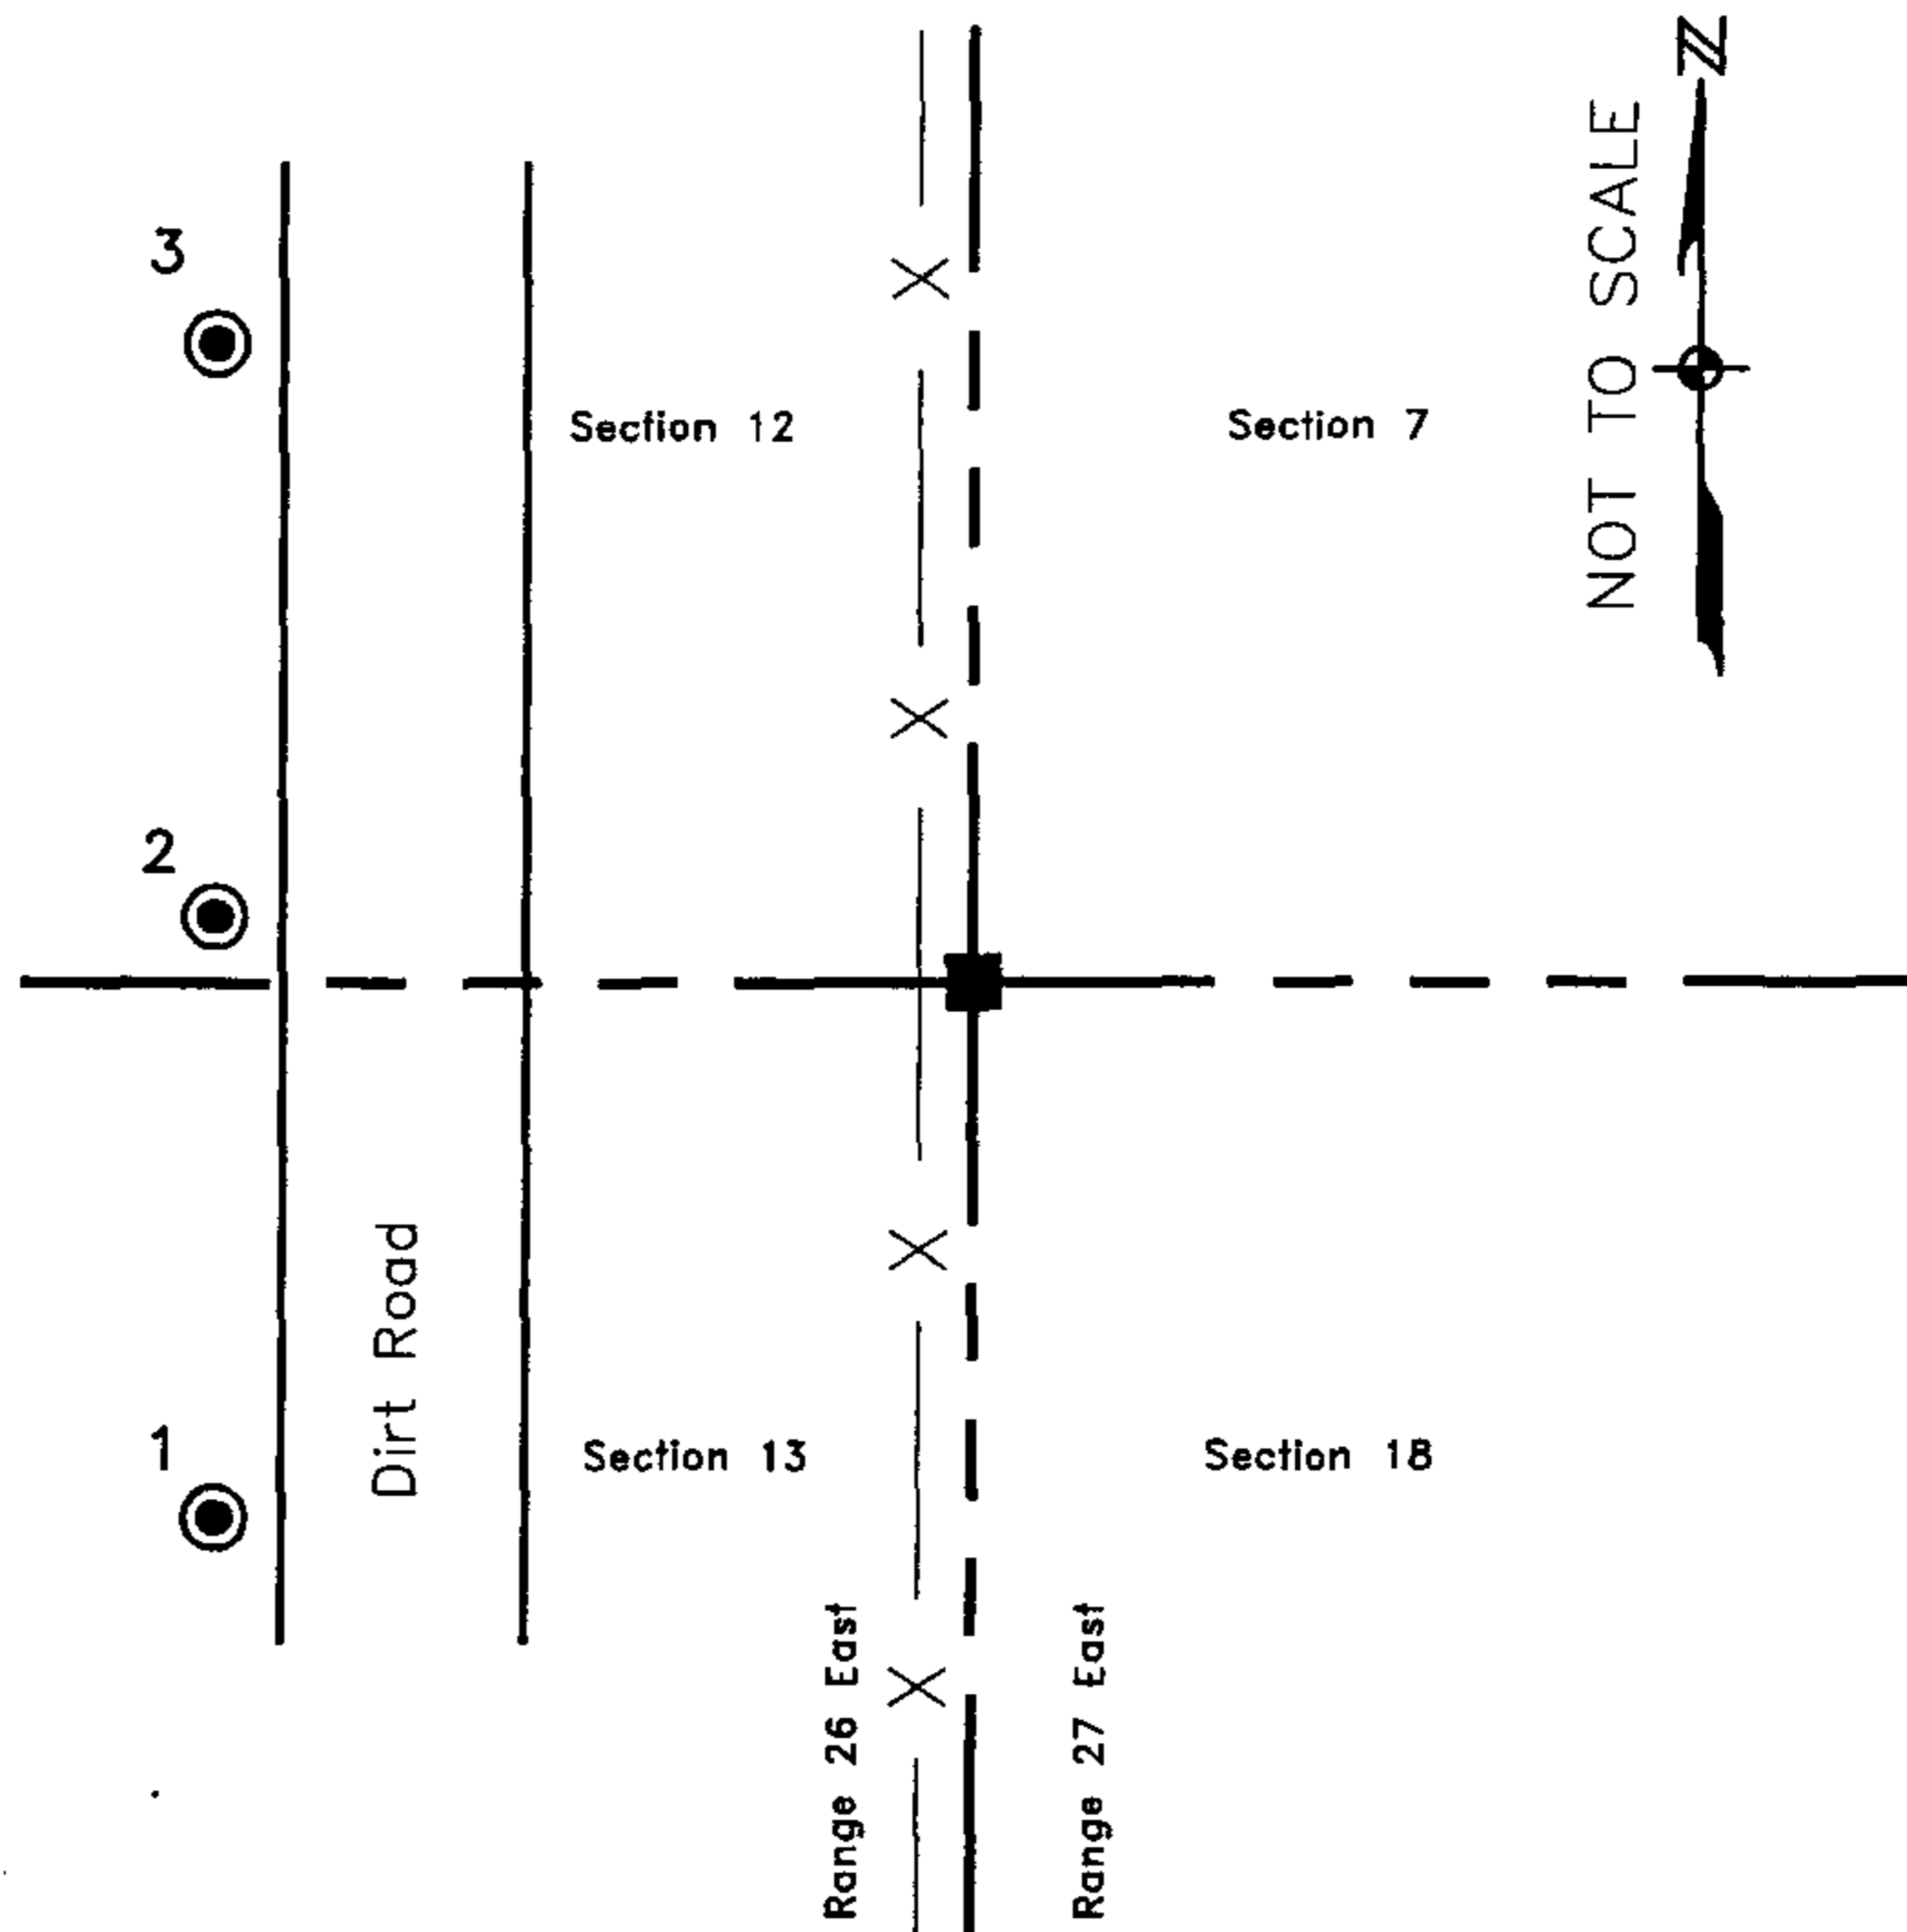 N
NOT TO SCALE
3
Section 12
Section 7
2
Dirt Road
1
Section 13
Section 18
Range 26 East
Range 27 East